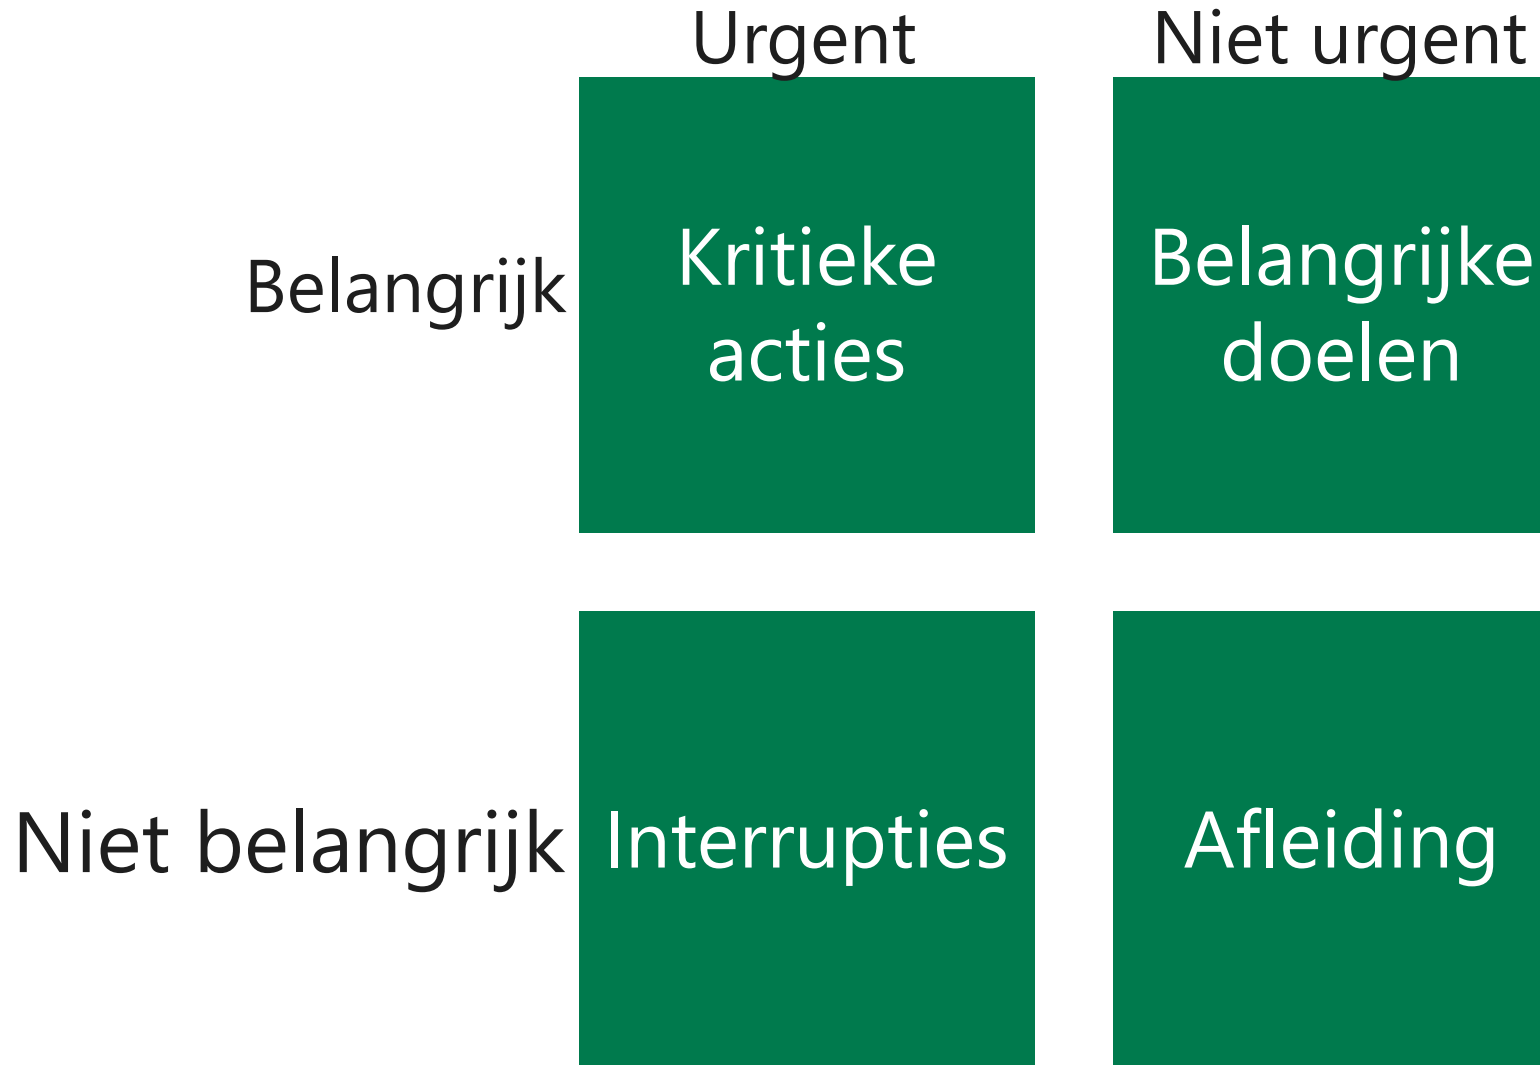 Urgent Niet urgent
Belangrijk
Kritieke
acties
Belangrijke
doelen
Niet belangrijk
Interrupties
Afleiding